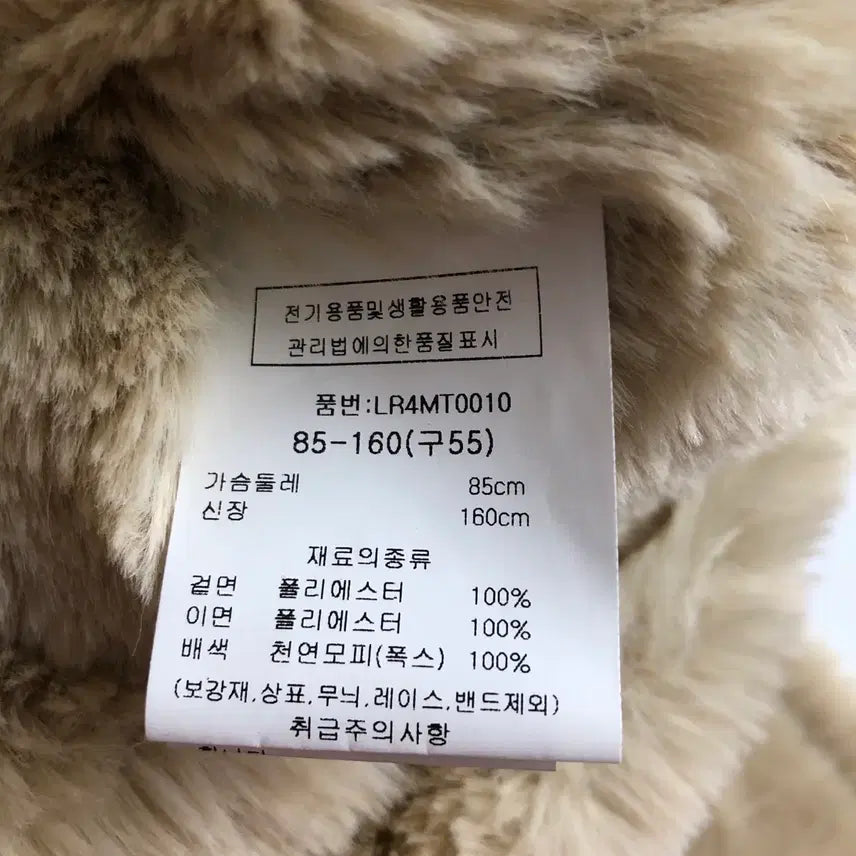 전기용품및생활용품안전
관리법에의한품질표시
품번:LR4MT0010
85-160(구55)
가슴둘레 85cm
신장 160cm
재료의종류
겉면 폴리에스터 100%
이면 폴리에스터 100%
배색 천연모피(폭스) 100%
(보강재,상표,무늬,레이스,밴드제외)
취급주의사항